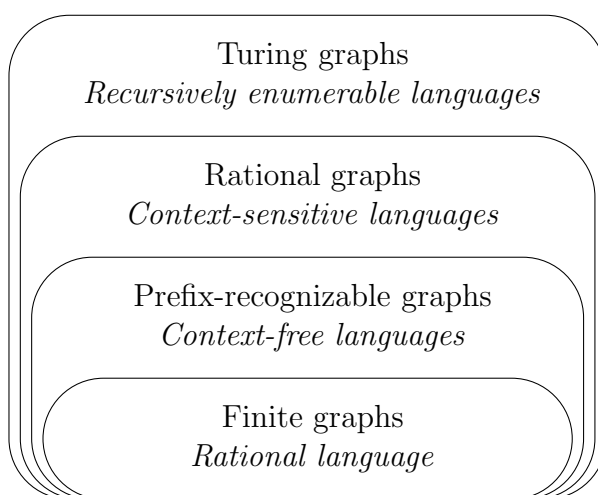 Turing graphs
Recursively enumerable languages
Rational graphs
Context-sensitive languages
Prefix-recognizable graphs
Context-free languages
Finite graphs
Rational language